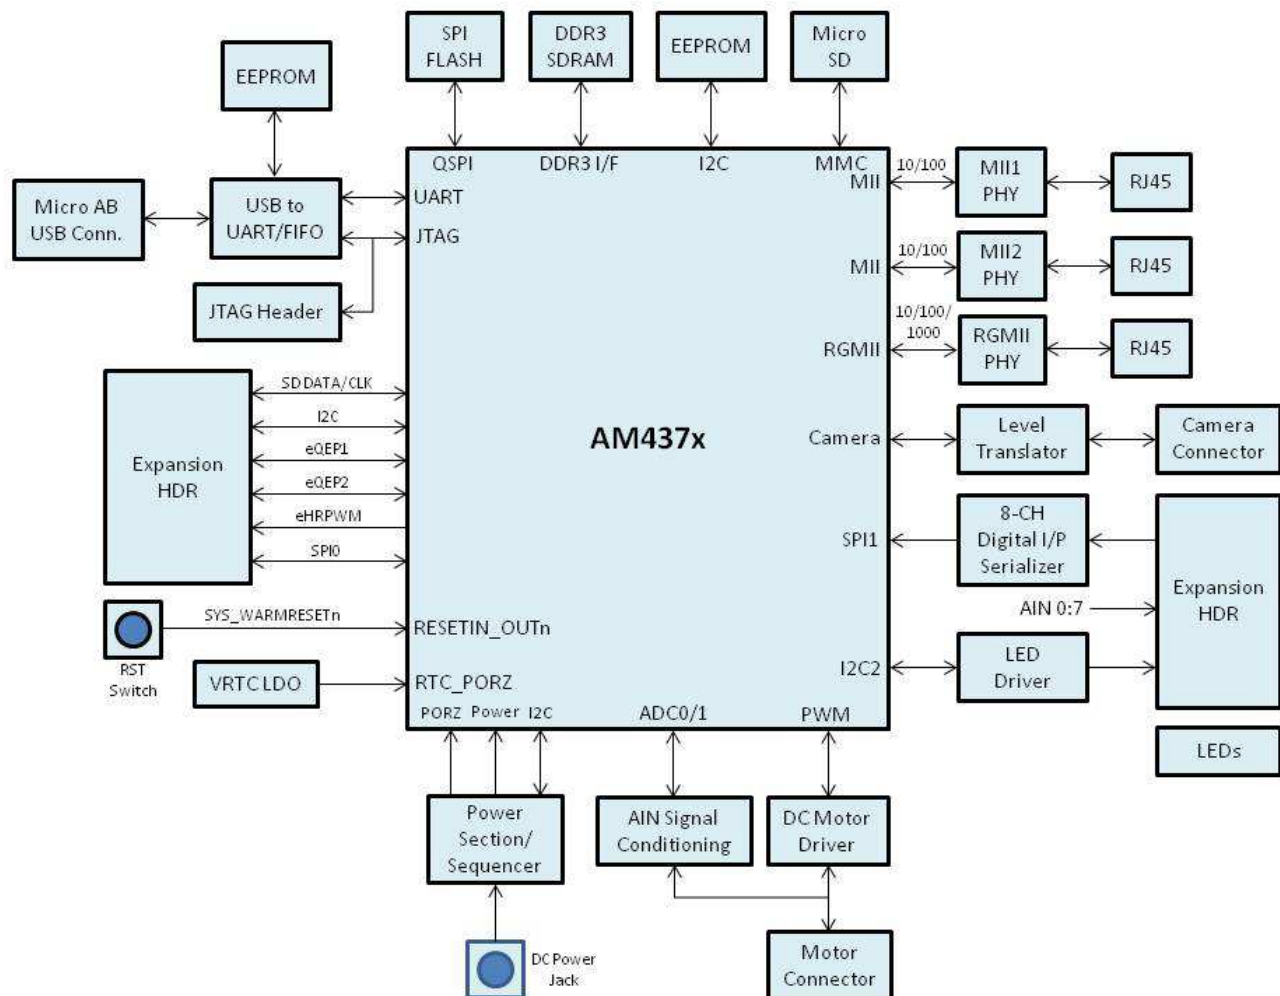 SPI
FLASH
DDR3
SDRAM
EEPROM
Micro
SD
EEPROM
QSPI
DDR3 I/F
I2C
MMC
Micro AB
USB Conn.
USB to
UART/FIFO
UART
JTAG
JTAG Header
MII
10/100
MII1
PHY
RJ45
MII
10/100
MII2
PHY
RJ45
RGMII
10/100/
1000
RGMII
PHY
RJ45
Expansion
HDR
SDDATA/CLK
I2C
eQEP1
eQEP2
eHRPWM
SPI0
AM437x
Camera
Level
Translator
Camera
Connector
SPI1
8-CH
Digital I/P
Serializer
Expansion
HDR
AIN 0:7
I2C2
LED
Driver
LEDs
RST
Switch
SYS_WARMRESETn
RESETIN_OUTn
VRTC LDO
RTC_PORZ
PORZ
Power
I2C
ADC0/1
PWM
Power
Section/
Sequencer
AIN Signal
Conditioning
DC Motor
Driver
DC Power
Jack
Motor
Connector